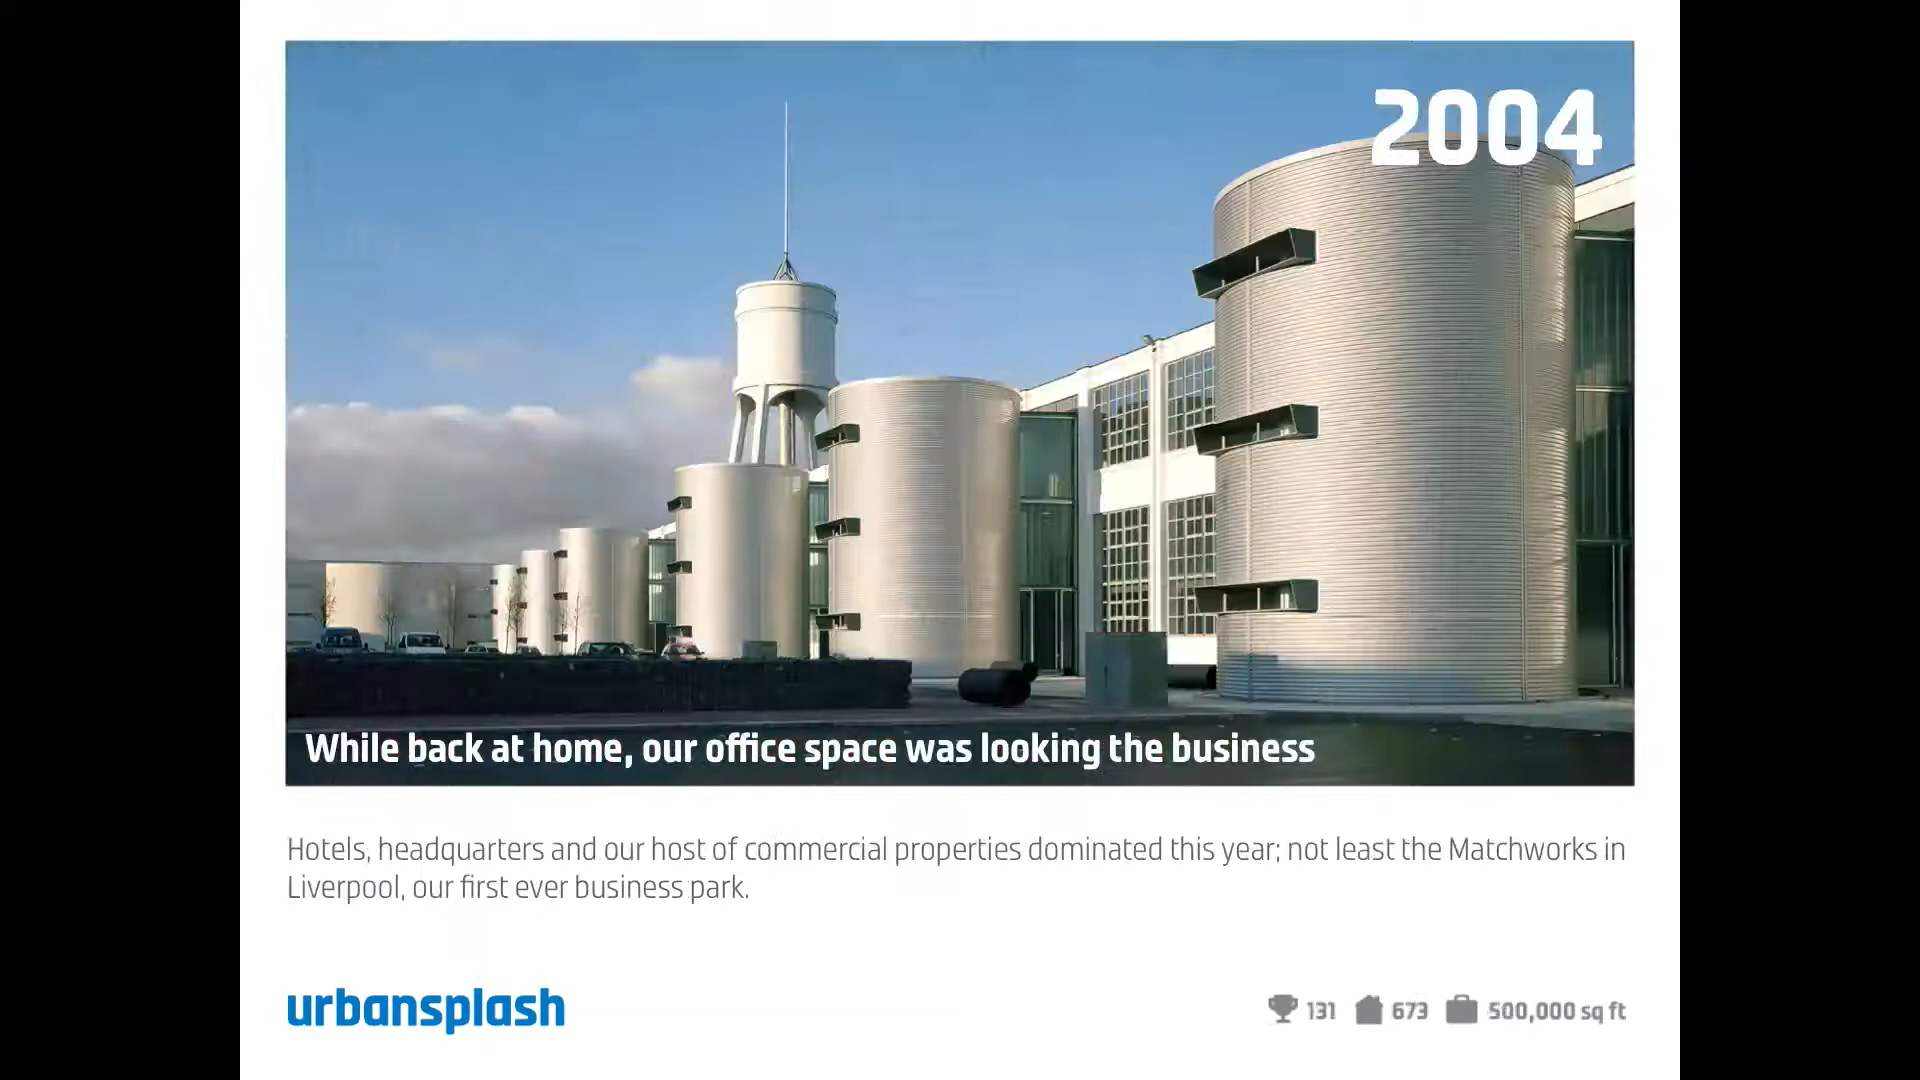 2004
While back at home, our office space was looking the business
Hotels, headquarters and our host of commercial properties dominated this year; not least the Matchworks in
Liverpool, our first ever business park.
urbansplash
131 673 500,000 sq ft